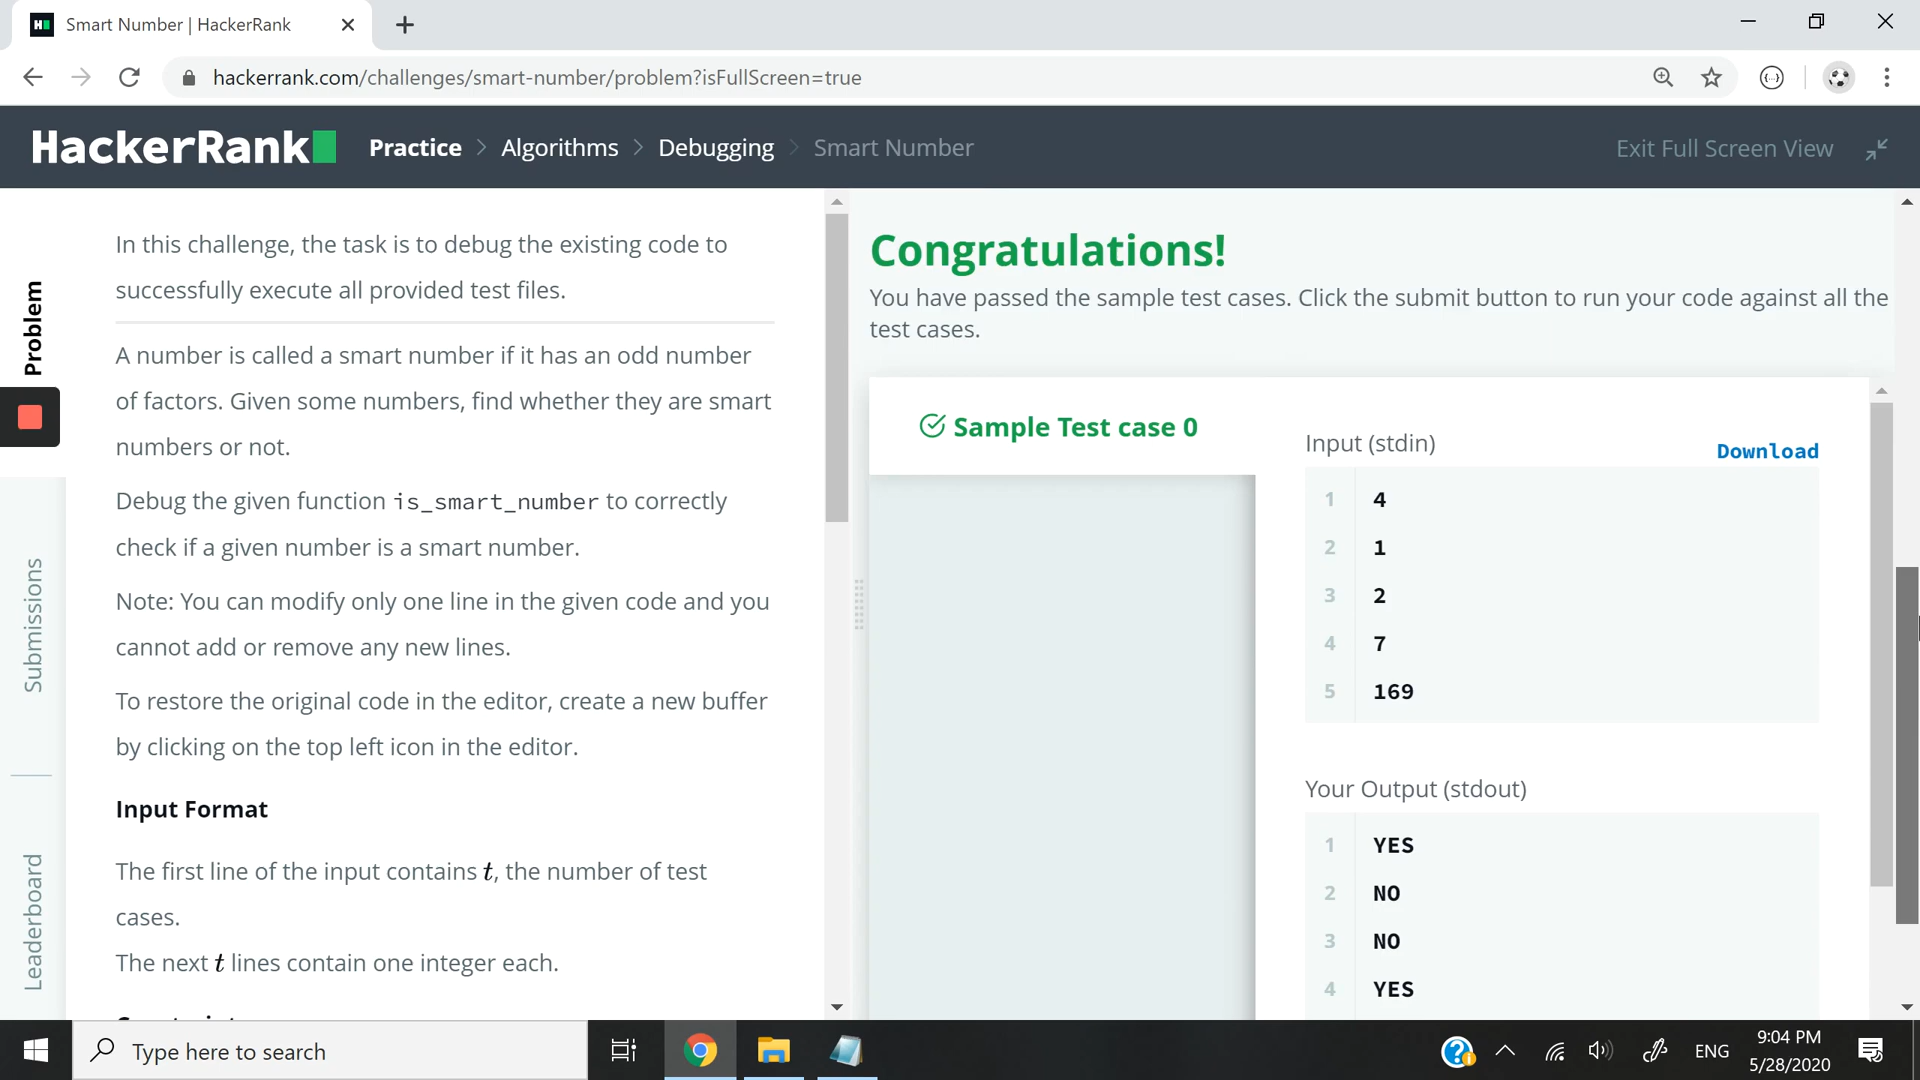 Smart Number | HackerRank
hackerrank.com/challenges/smart-number/problem?isFullScreen=true
HackerRank
Practice > Algorithms > Debugging > Smart Number
Exit Full Screen View
Problem
Submissions
Leaderboard
In this challenge, the task is to debug the existing code to
successfully execute all provided test files.
A number is called a smart number if it has an odd number
of factors. Given some numbers, find whether they are smart
numbers or not.
Debug the given function is_smart_number to correctly
check if a given number is a smart number.
Note: You can modify only one line in the given code and you
cannot add or remove any new lines.
To restore the original code in the editor, create a new buffer
by clicking on the top left icon in the editor.
Input Format
The first line of the input contains t, the number of test
cases.
The next t lines contain one integer each.
Congratulations!
You have passed the sample test cases. Click the submit button to run your code against all the
test cases.
Sample Test case 0
Input (stdin)
Download
1 4
2 1
3 2
4 7
5 169
Your Output (stdout)
1 YES
2 NO
3 NO
4 YES
Type here to search
ENG
9:04 PM
5/28/2020